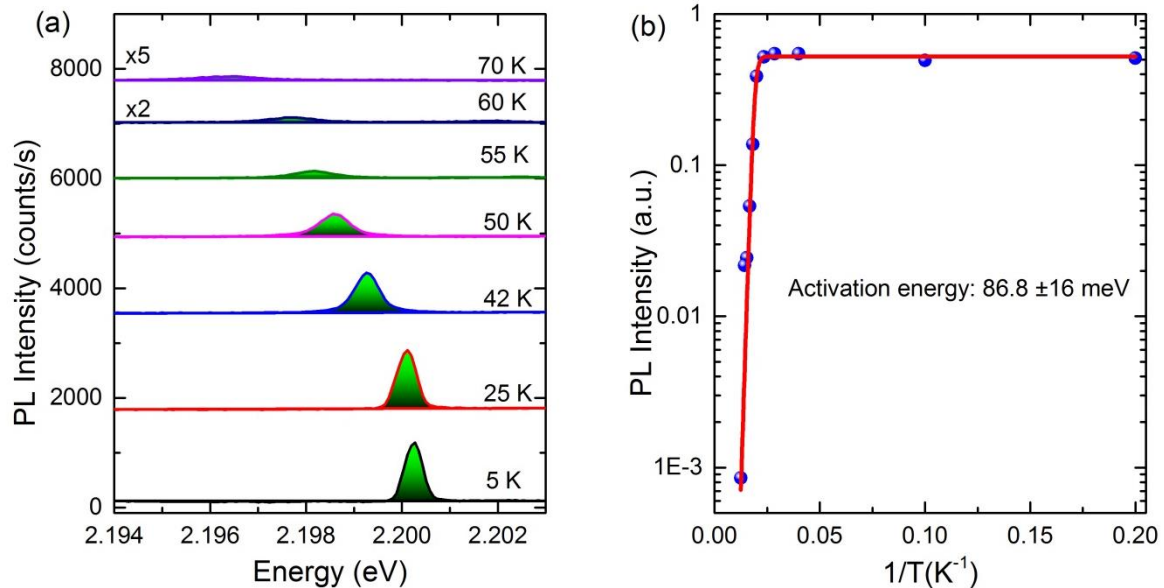 (a)
x5
70 K
8000
x2
60 K
55 K
6000
50 K
4000
42 K
2000
25 K
5 K
0
2.194 2.196 2.198 2.200 2.202
PL Intensity (counts/s)
Energy (eV)
(b)
1
0.1
0.01
1E-3
Activation energy: 86.8 ±16 meV
0.00 0.05 0.10 0.15 0.20
PL Intensity (a.u.)
1/T(K⁻¹)